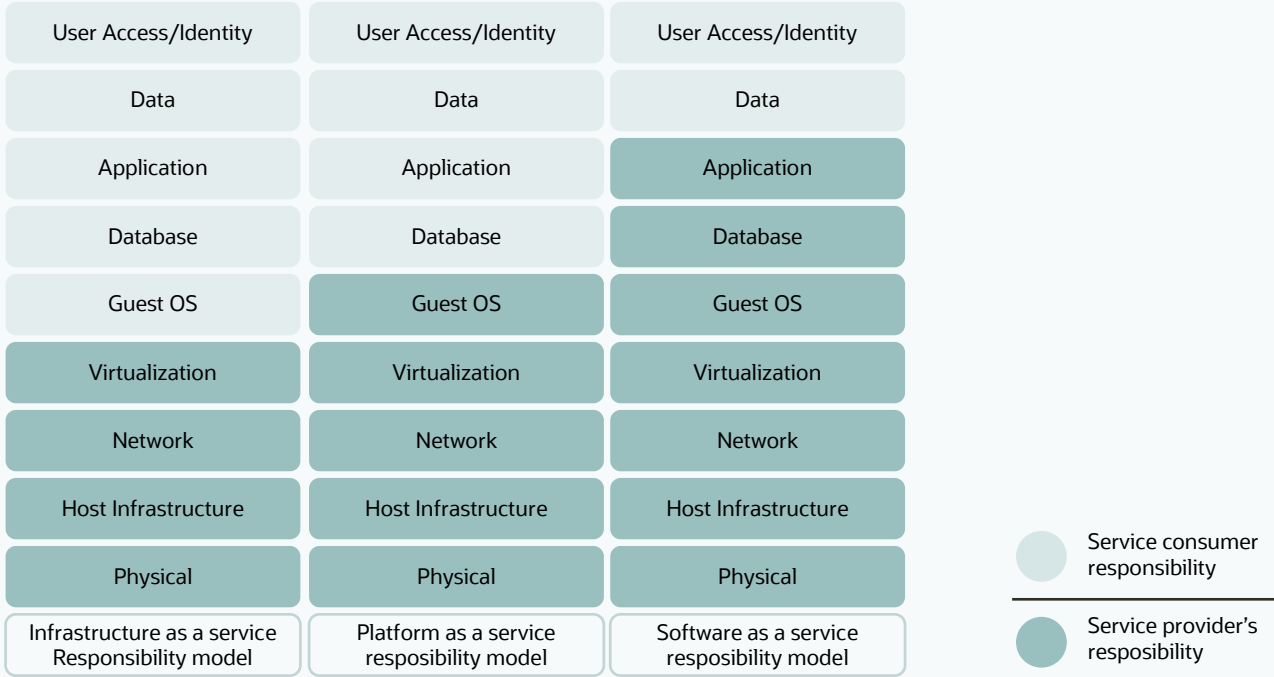 User Access/Identity
User Access/Identity
User Access/Identity
Data
Data
Data
Application
Application
Application
Database
Database
Database
Guest OS
Guest OS
Guest OS
Virtualization
Virtualization
Virtualization
Network
Network
Network
Host Infrastructure
Host Infrastructure
Host Infrastructure
Physical
Physical
Physical
Infrastructure as a service
Responsibility model
Platform as a service
resposibility model
Software as a service
resposibility model
Service consumer
responsibility
Service provider's
resposibility